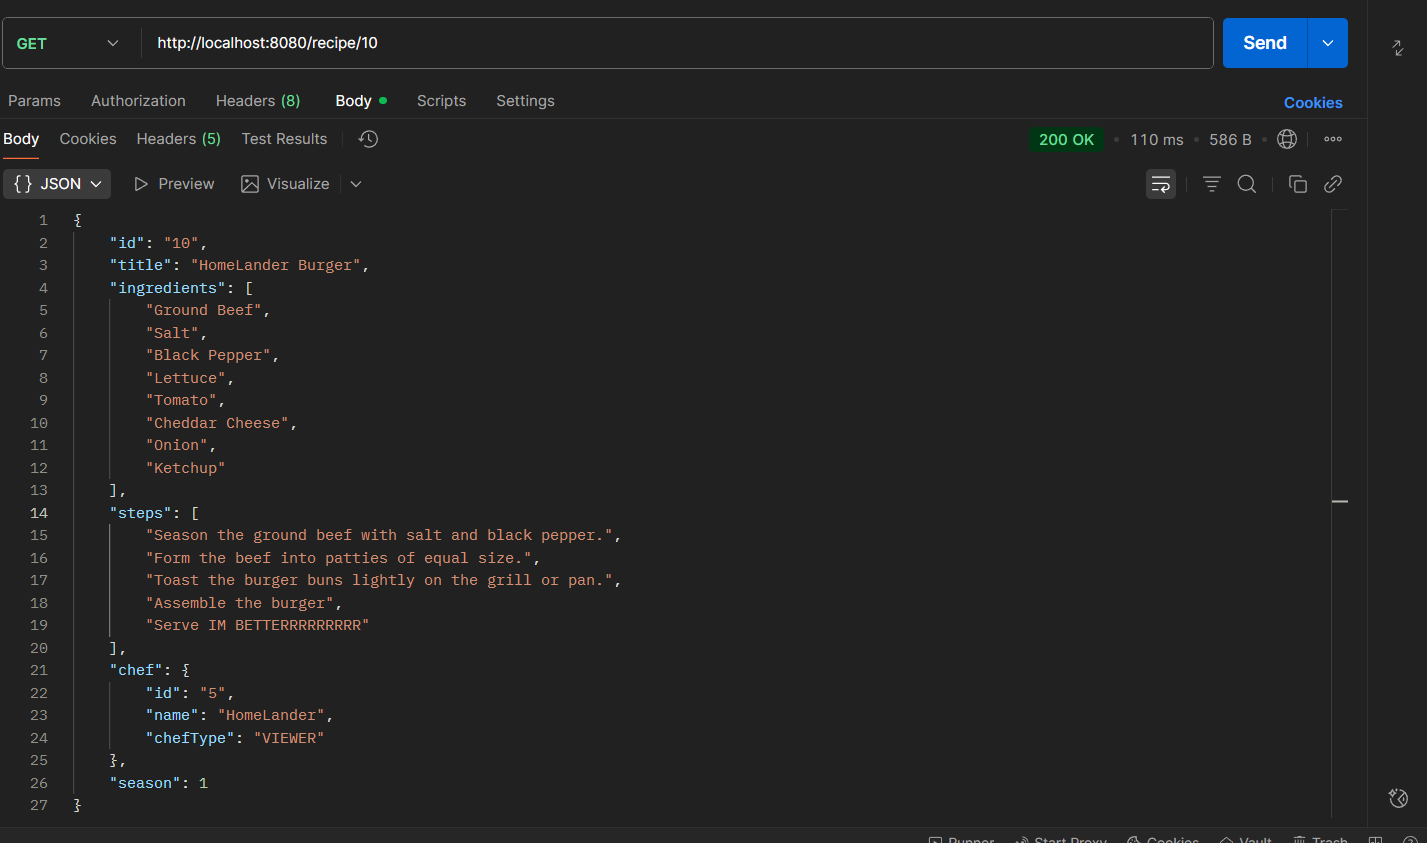 GET http://localhost:8080/recipe/10 Send
Params Authorization Headers (8) Body Scripts Settings Cookies
Body Cookies Headers (5) Test Results 200 OK 110 ms 586 B
{} JSON Preview Visualize
1 {
2 "id": "10",
3 "title": "HomeLander Burger",
4 "ingredients": [
5 "Ground Beef",
6 "Salt",
7 "Black Pepper",
8 "Lettuce",
9 "Tomato",
10 "Cheddar Cheese",
11 "Onion",
12 "Ketchup"
13 ],
14 "steps": [
15 "Season the ground beef with salt and black pepper.",
16 "Form the beef into patties of equal size.",
17 "Toast the burger buns lightly on the grill or pan.",
18 "Assemble the burger",
19 "Serve IM BETTERRRRRRRRR"
20 ],
21 "chef": {
22 "id": "5",
23 "name": "HomeLander",
24 "chefType": "VIEWER"
25 },
26 "season": 1
27 }
Runner Start Proxy Cookies Vault Trash